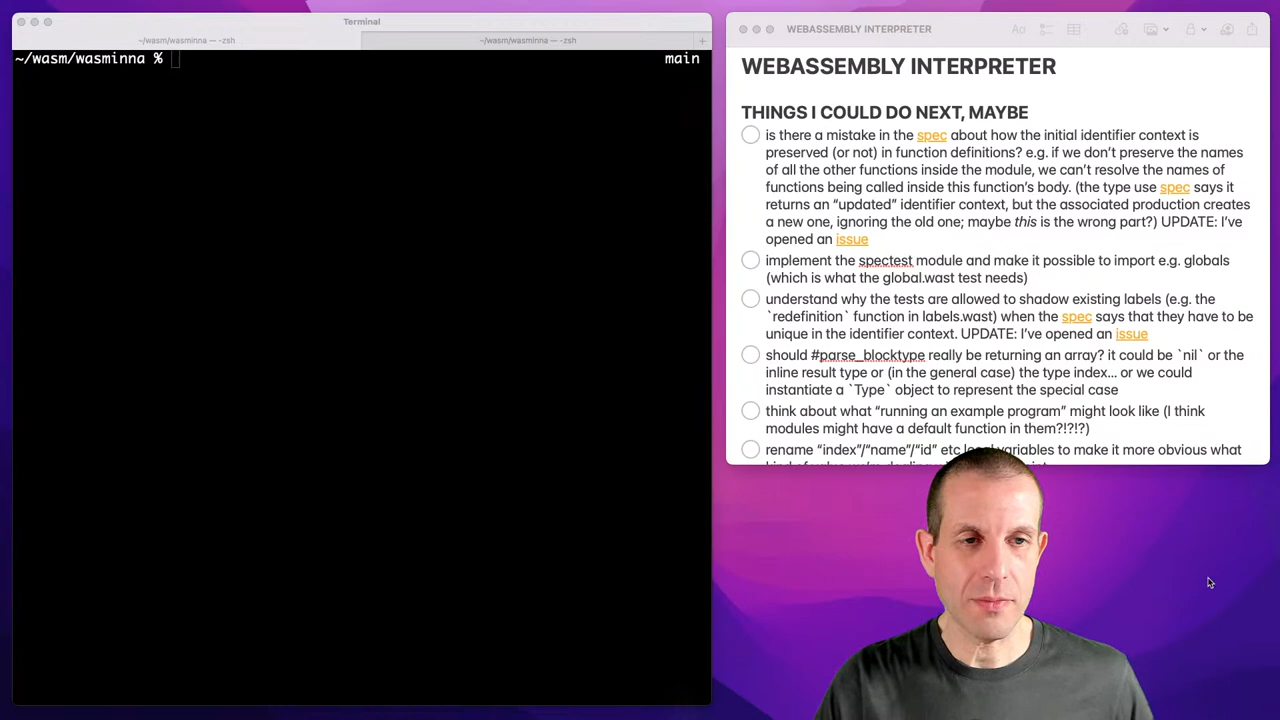 Terminal
~/wasm/wasminna — -zsh
~/wasm/wasminna — -zsh
~/wasm/wasminna %
main
WEBASSEMBLY INTERPRETER
Aa
WEBASSEMBLY INTERPRETER
THINGS I COULD DO NEXT, MAYBE
is there a mistake in the spec about how the initial identifier context is
preserved (or not) in function definitions? e.g. if we don’t preserve the names
of all the other functions inside the module, we can’t resolve the names of
functions being called inside this function’s body. (the type use spec says it
returns an “updated” identifier context, but the associated production creates
a new one, ignoring the old one; maybe this is the wrong part?) UPDATE: I’ve
opened an issue
implement the spectest module and make it possible to import e.g. globals
(which is what the global.wast test needs)
understand why the tests are allowed to shadow existing labels (e.g. the
`redefinition` function in labels.wast) when the spec says that they have to be
unique in the identifier context. UPDATE: I’ve opened an issue
should #parse_blocktype really be returning an array? it could be `nil` or the
inline result type or (in the general case) the type index… or we could
instantiate a `Type` object to represent the special case
think about what “running an example program” might look like (I think
modules might have a default function in them?!?!?)
rename “index”/“name”/“id” etc local variables to make it more obvious what